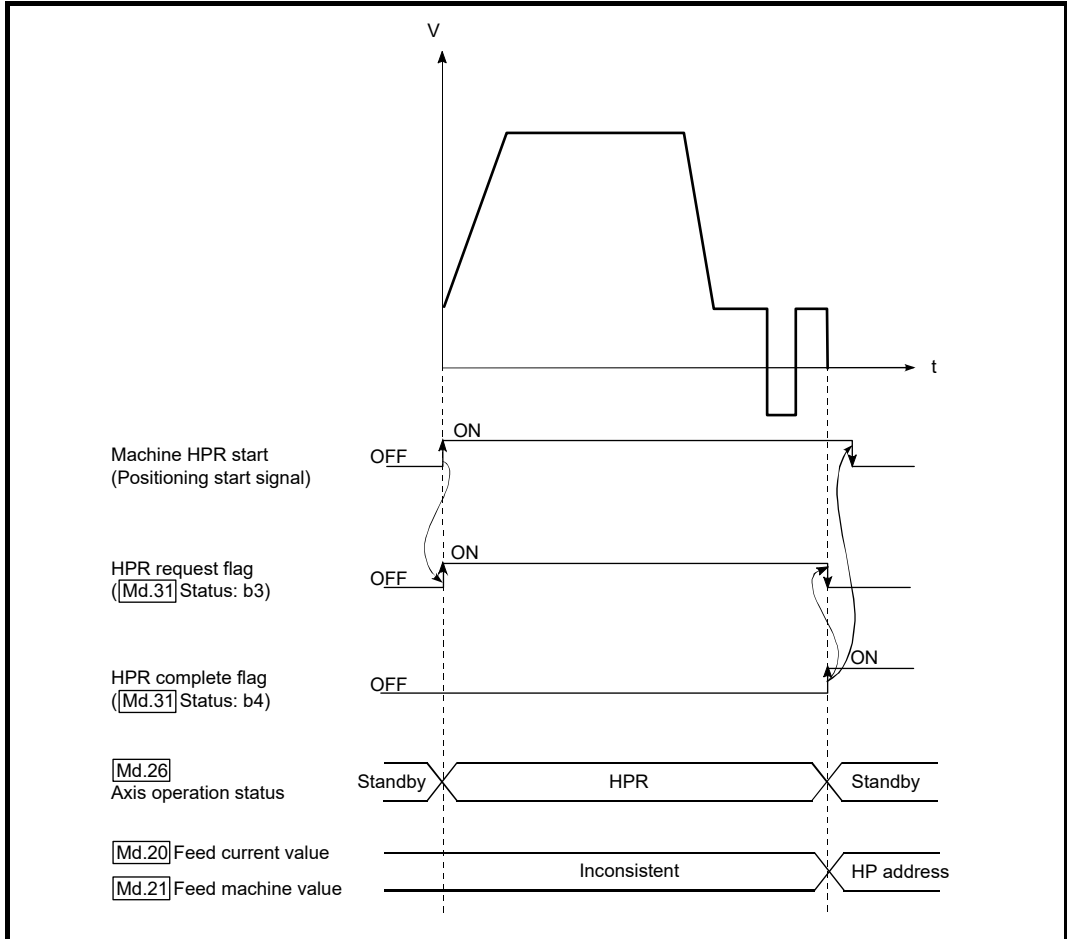 V
t
Machine HPR start
(Positioning start signal)
OFF
ON
HPR request flag
(Md.31 Status: b3)
OFF
ON
HPR complete flag
(Md.31 Status: b4)
OFF
ON
Md.26
Axis operation status
Standby
HPR
Standby
Md.20 Feed current value
Md.21 Feed machine value
Inconsistent
HP address